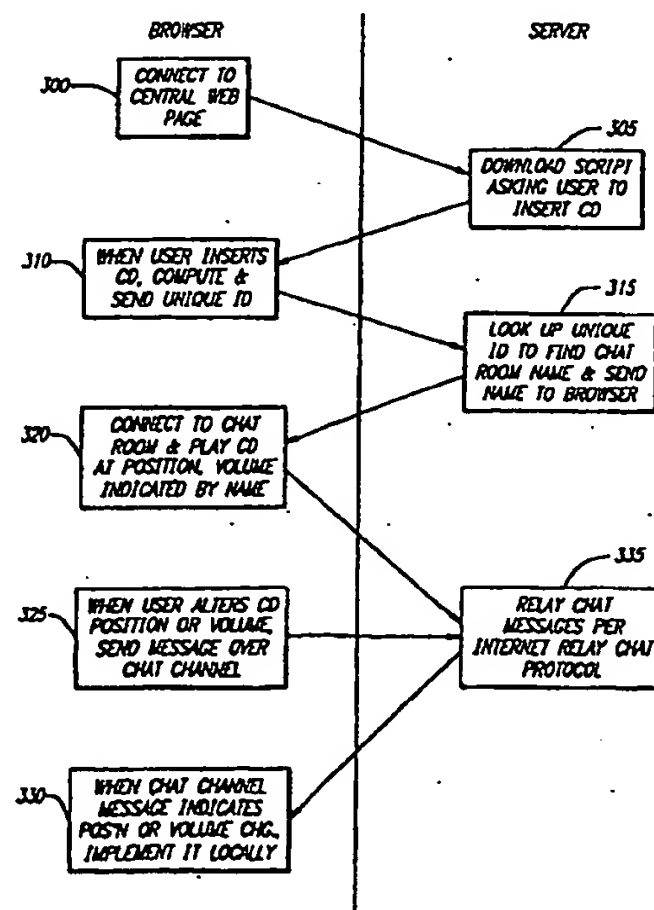 BROWSER
SERVER
300
CONNECT TO
CENTRAL WEB
PAGE
305
DOWNLOAD SCRIPT
ASKING USER TO
INSERT CD
310
WHEN USER INSERTS
CD, COMPUTE &
SEND UNIQUE ID
315
LOOK UP UNIQUE
ID TO FIND CHAT
ROOM NAME & SEND
NAME TO BROWSER
320
CONNECT TO CHAT
ROOM & PLAY CD
AT POSITION, VOLUME
INDICATED BY NAME
325
WHEN USER ALTERS CD
POSITION OR VOLUME,
SEND MESSAGE OVER
CHAT CHANNEL
335
RELAY CHAT
MESSAGES PER
INTERNET RELAY CHAT
PROTOCOL
330
WHEN CHAT CHANNEL
MESSAGE INDICATES
POS'N OR VOLUME CHG.,
IMPLEMENT IT LOCALLY